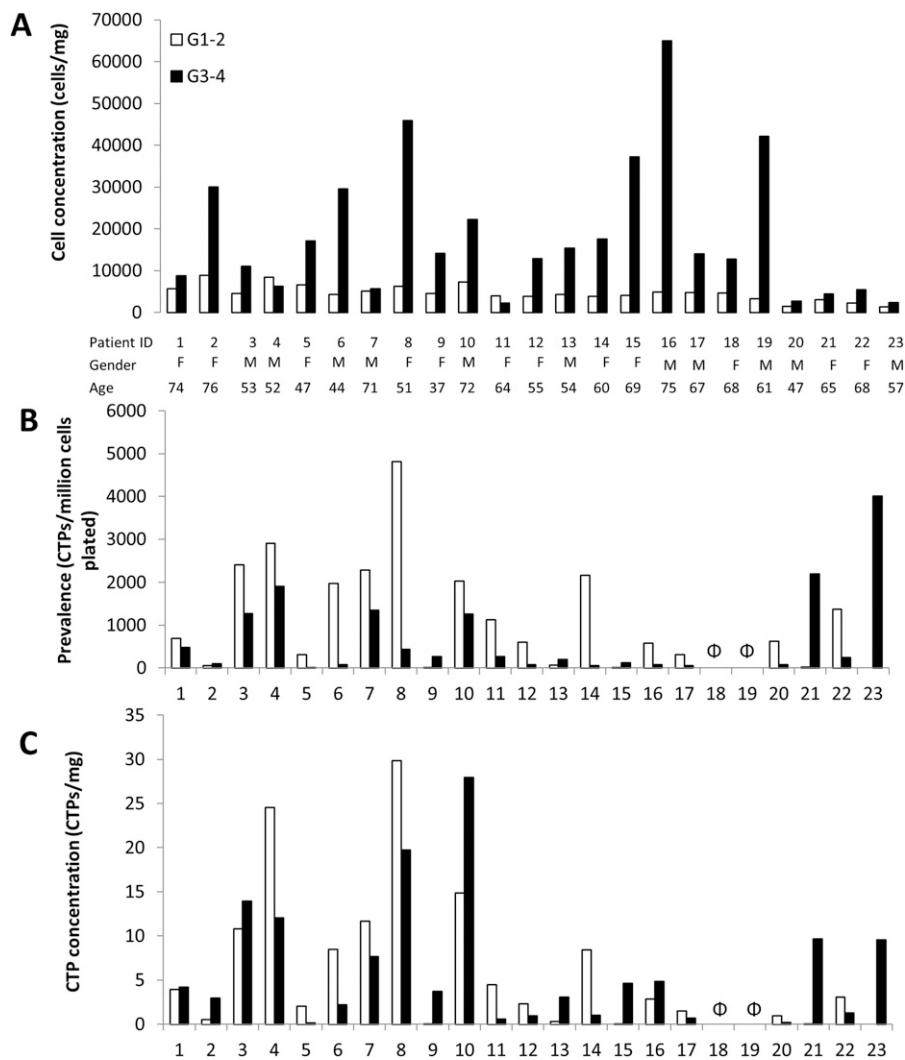 A
Cell concentration (cells/mg)
70000
60000
50000
40000
30000
20000
10000
0
G1-2
G3-4
Patient ID 1 2 3 4 5 6 7 8 9 10 11 12 13 14 15 16 17 18 19 20 21 22 23
Gender F F M M F M M F F M F F M F F M M F M M F F M
Age 74 76 53 52 47 44 71 51 37 72 64 55 54 60 69 75 67 68 61 47 65 68 57
B
Prevalence (CTPs/million cells
plated)
6000
5000
4000
3000
2000
1000
0
Φ Φ
1 2 3 4 5 6 7 8 9 10 11 12 13 14 15 16 17 18 19 20 21 22 23
C
CTP concentration (CTPs/mg)
35
30
25
20
15
10
5
0
Φ Φ
1 2 3 4 5 6 7 8 9 10 11 12 13 14 15 16 17 18 19 20 21 22 23